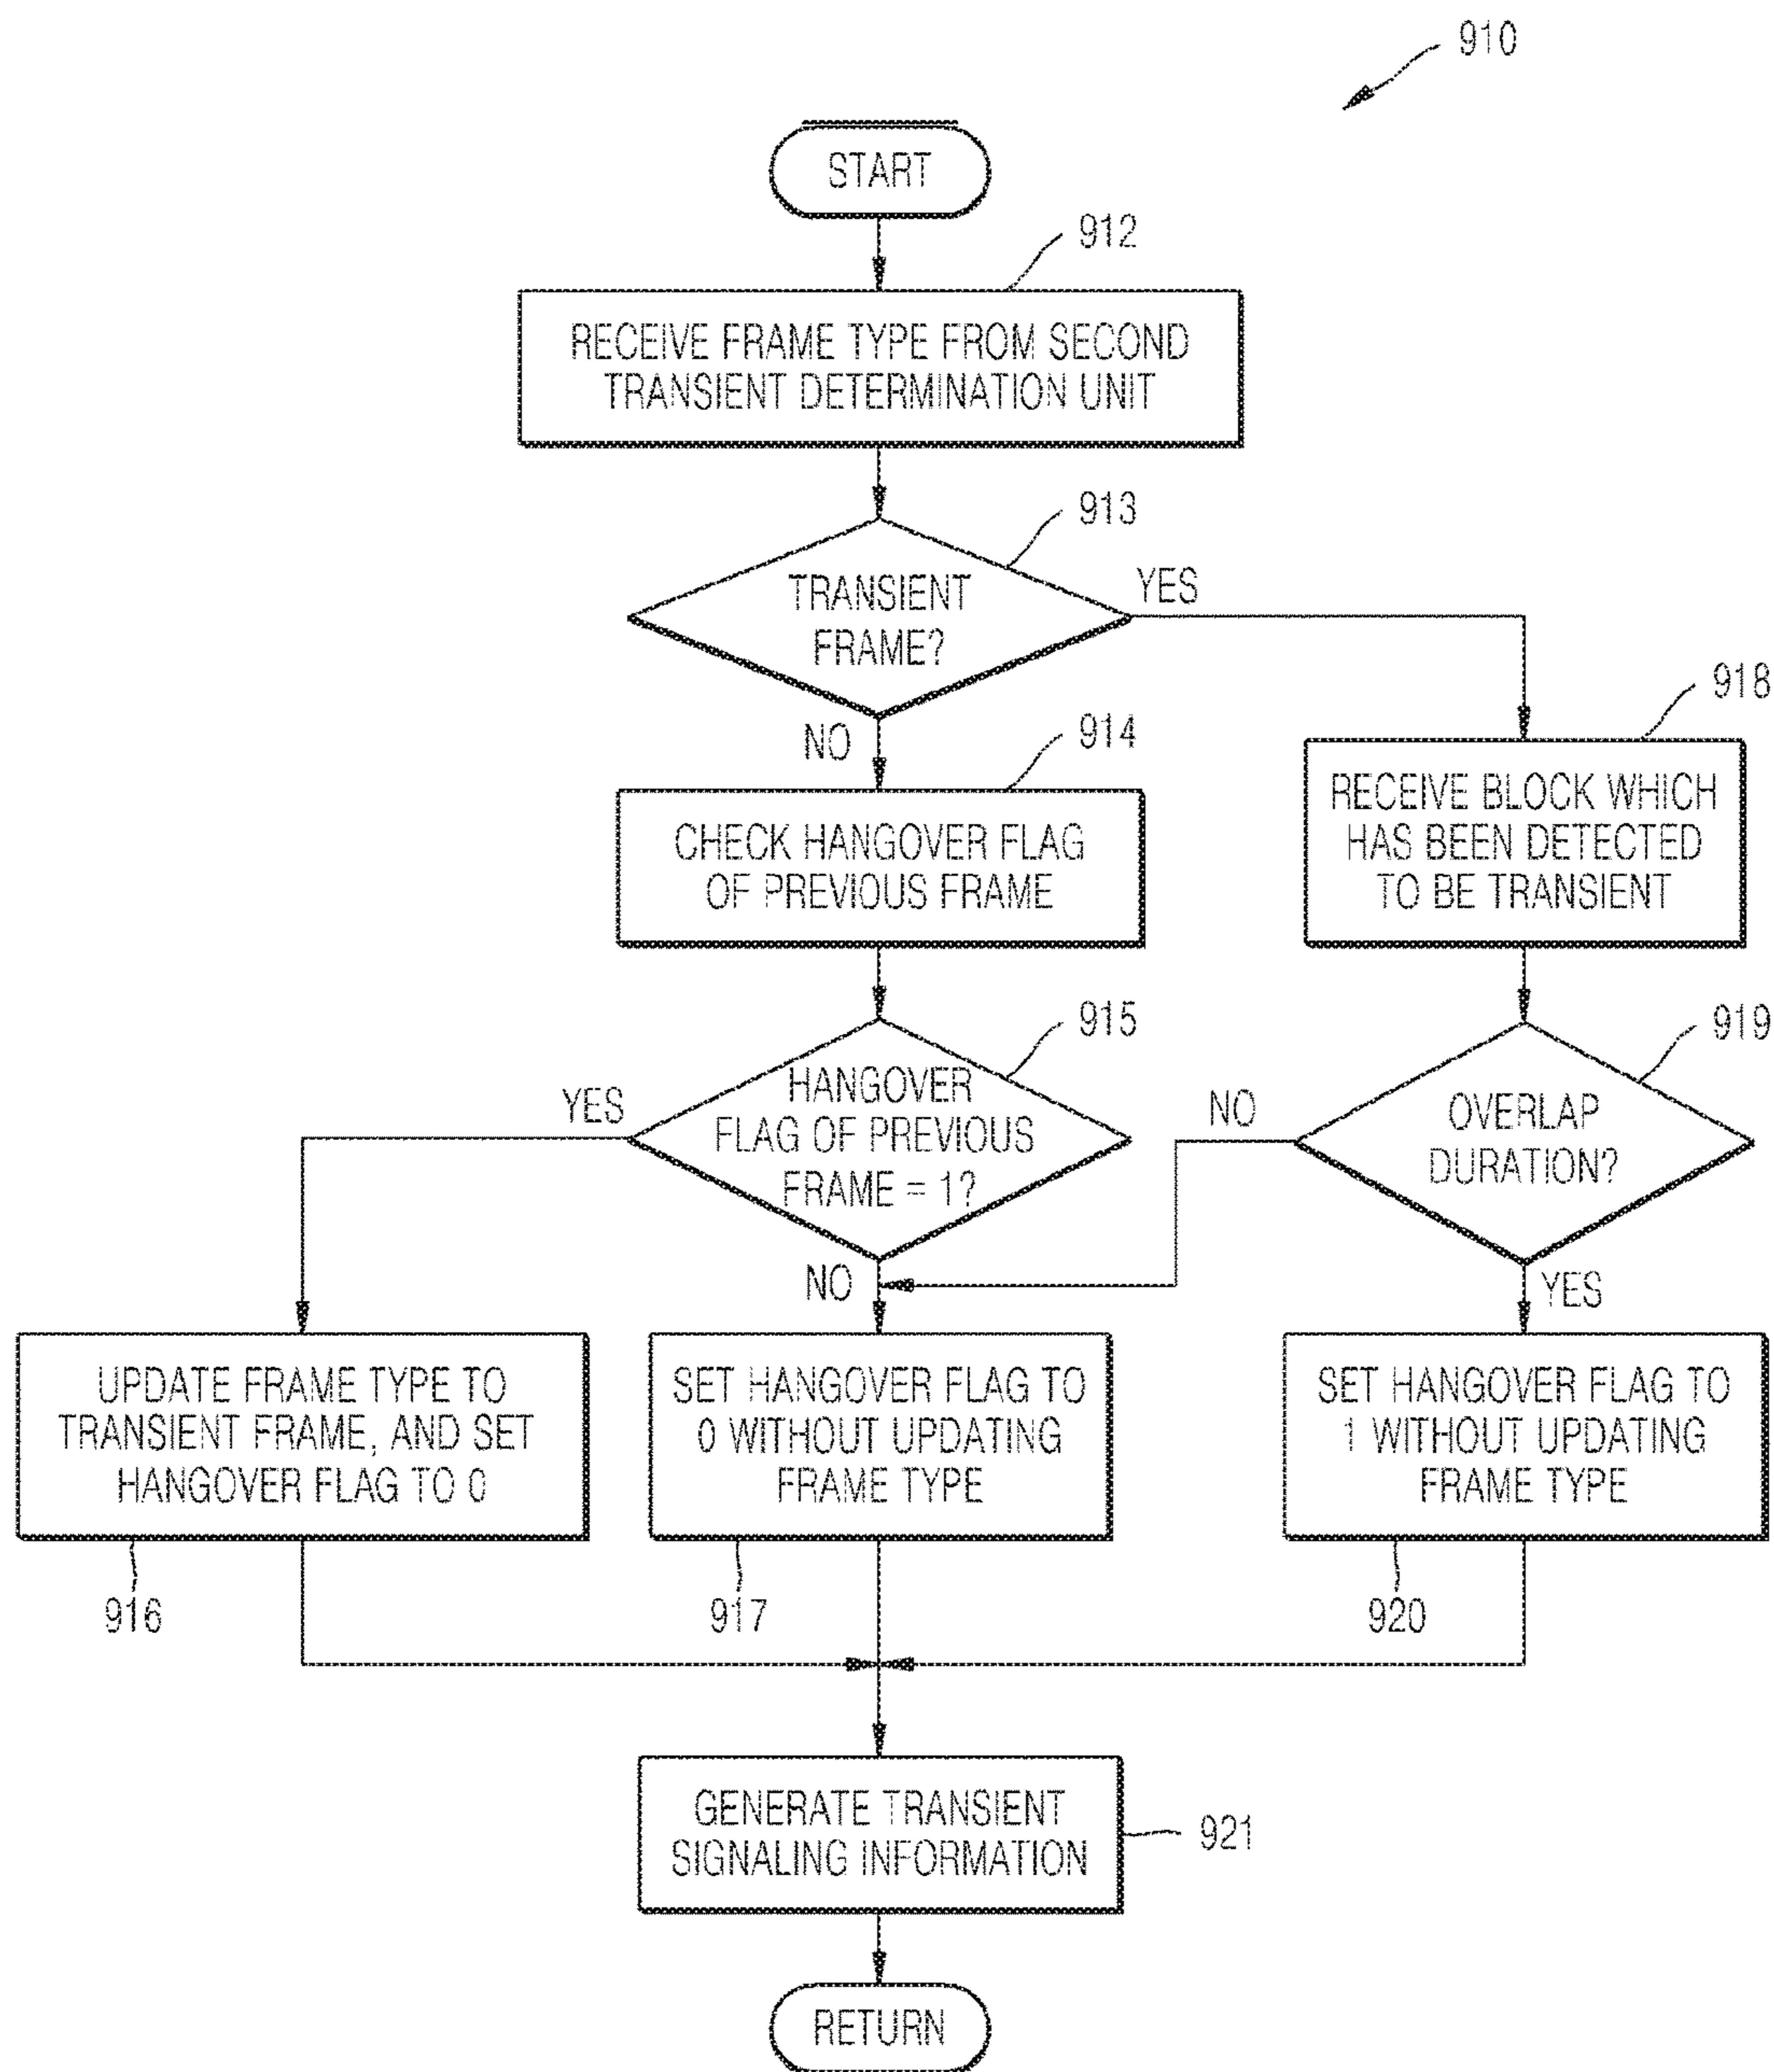 910
START
912
RECEIVE FRAME TYPE FROM SECOND
TRANSIENT DETERMINATION UNIT
913
TRANSIENT
FRAME?
YES
NO
918
RECEIVE BLOCK WHICH
HAS BEEN DETECTED
TO BE TRANSIENT
914
CHECK HANGOVER FLAG
OF PREVIOUS FRAME
915
HANGOVER
FLAG OF PREVIOUS
FRAME = 1?
YES
NO
919
OVERLAP
DURATION?
NO
YES
UPDATE FRAME TYPE TO
TRANSIENT FRAME, AND SET
HANGOVER FLAG TO 0
916
SET HANGOVER FLAG TO
0 WITHOUT UPDATING
FRAME TYPE
917
SET HANGOVER FLAG TO
1 WITHOUT UPDATING
FRAME TYPE
920
GENERATE TRANSIENT
SIGNALING INFORMATION
921
RETURN